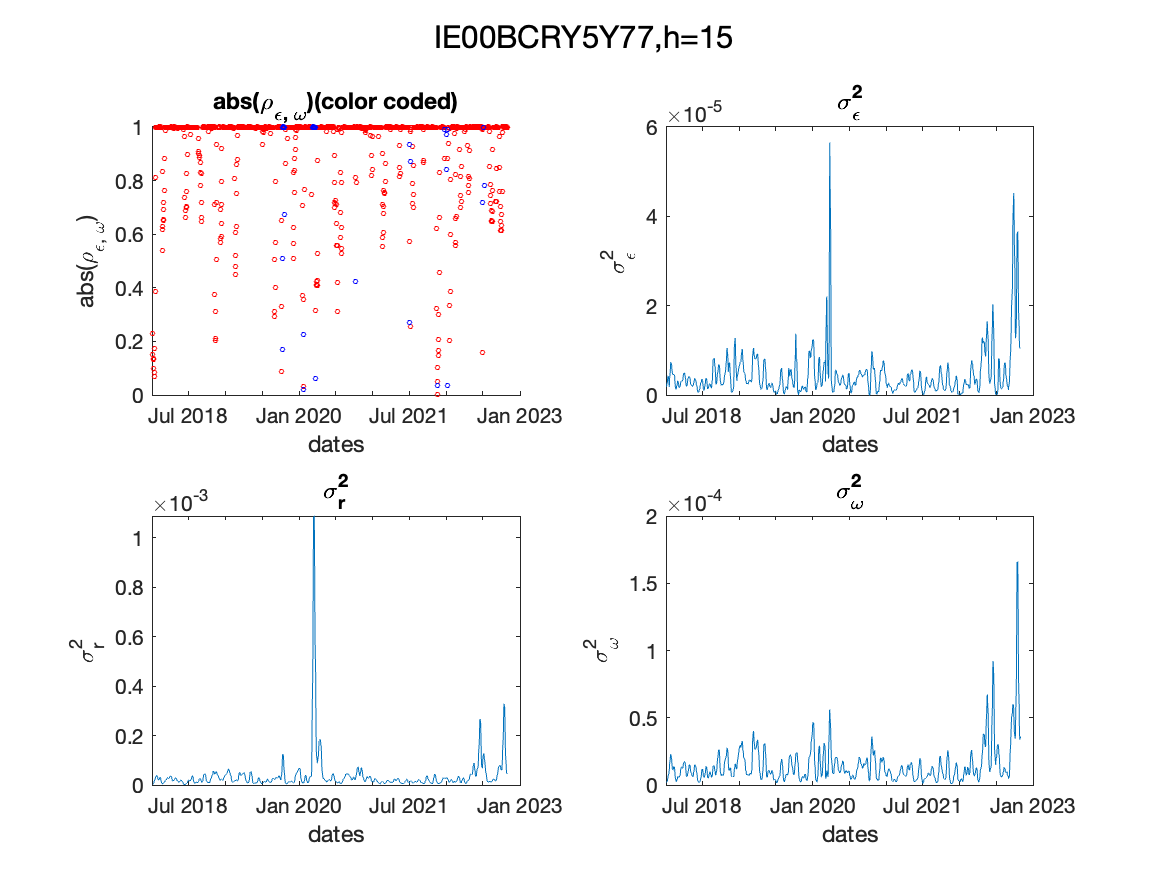 IE00BCRY5Y77,h=15
abs(ρ_ϵ, ω)(color coded)
abs(ρ_ϵ, ω)
1
0.8
0.6
0.4
0.2
0
Jul 2018 Jan 2020 Jul 2021 Jan 2023
dates
σ²_ϵ
×10⁻⁵
σ²_ϵ
6
4
2
0
Jul 2018 Jan 2020 Jul 2021 Jan 2023
dates
σ²_r
×10⁻³
σ²_r
1
0.8
0.6
0.4
0.2
0
Jul 2018 Jan 2020 Jul 2021 Jan 2023
dates
σ²_ω
×10⁻⁴
σ²_ω
2
1.5
1
0.5
0
Jul 2018 Jan 2020 Jul 2021 Jan 2023
dates